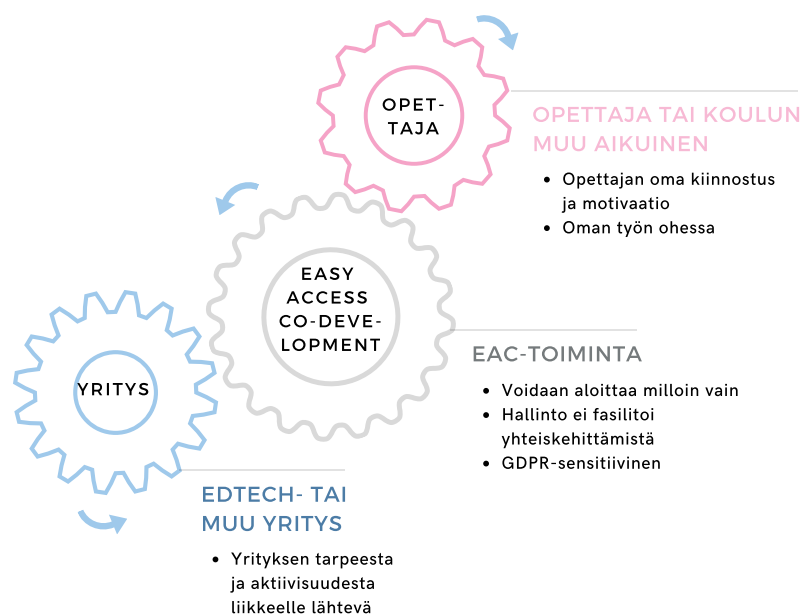 OPET-
TAJA
OPETTAJA TAI KOULUN
MUU AIKUINEN
• Opettajan oma kiinnostus
ja motivaatio
• Oman työn ohessa
EASY
ACCESS
CO-DEVE-
LOPMENT
EAC-TOIMINTA
• Voidaan aloittaa milloin vain
• Hallinto ei fasilitoi
yhteiskehittämistä
• GDPR-sensitiivinen
YRITYS
EDTECH- TAI
MUU YRITYS
• Yrityksen tarpeesta
ja aktiivisuudesta
liikkeelle lähtevä